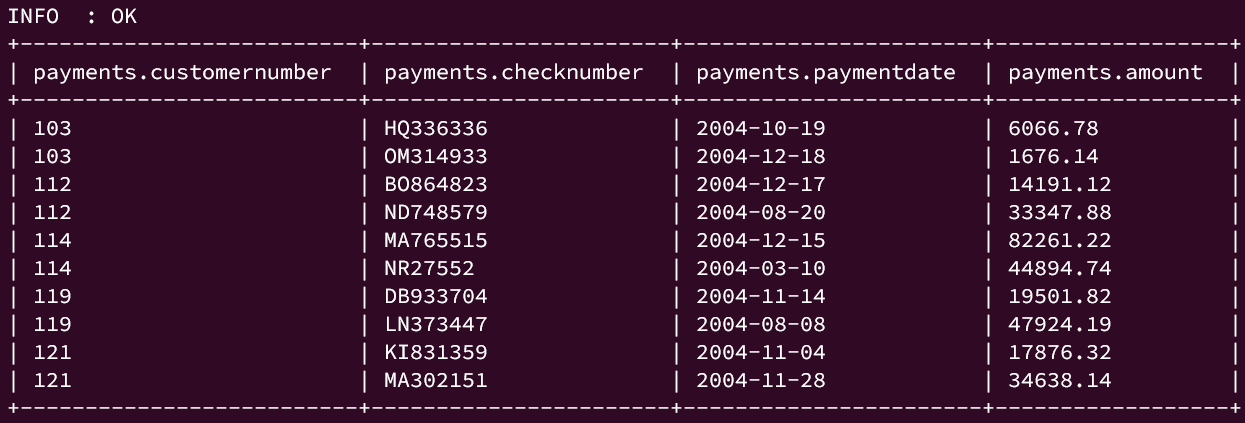 INFO  : OK
+--------------------------+-----------------------+-----------------------+------------------+
| payments.customernumber  | payments.checknumber  | payments.paymentdate  | payments.amount  |
+--------------------------+-----------------------+-----------------------+------------------+
| 103                      | HQ336336              | 2004-10-19            | 6066.78          |
| 103                      | OM314933              | 2004-12-18            | 1676.14          |
| 112                      | BO864823              | 2004-12-17            | 14191.12         |
| 112                      | ND748579              | 2004-08-20            | 33347.88         |
| 114                      | MA765515              | 2004-12-15            | 82261.22         |
| 114                      | NR27552               | 2004-03-10            | 44894.74         |
| 119                      | DB933704              | 2004-11-14            | 19501.82         |
| 119                      | LN373447              | 2004-08-08            | 47924.19         |
| 121                      | KI831359              | 2004-11-04            | 17876.32         |
| 121                      | MA302151              | 2004-11-28            | 34638.14         |
+--------------------------+-----------------------+-----------------------+------------------+